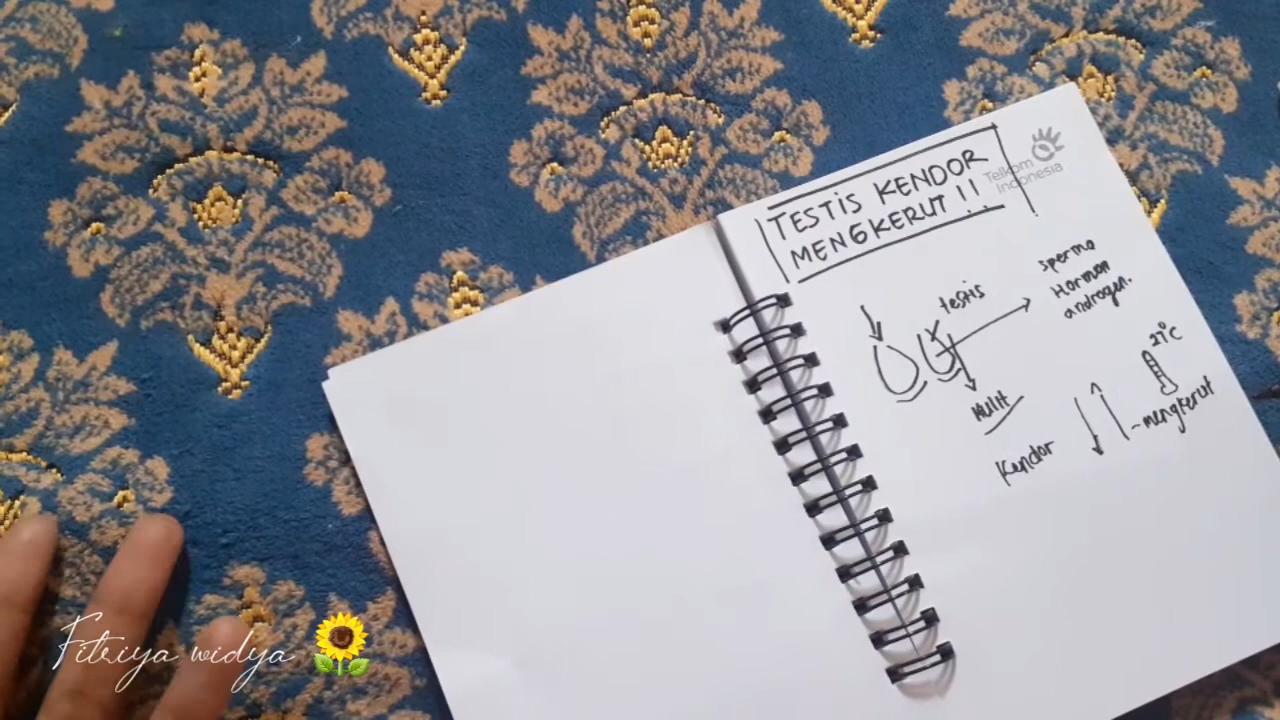 TESTIS KENDOR
MENGKERUT !!
Telkom
Indonesia
testis
sperma
Hormon
androgen.
kulit
27°C
Kendor
- mengkerut
Fitriya widya